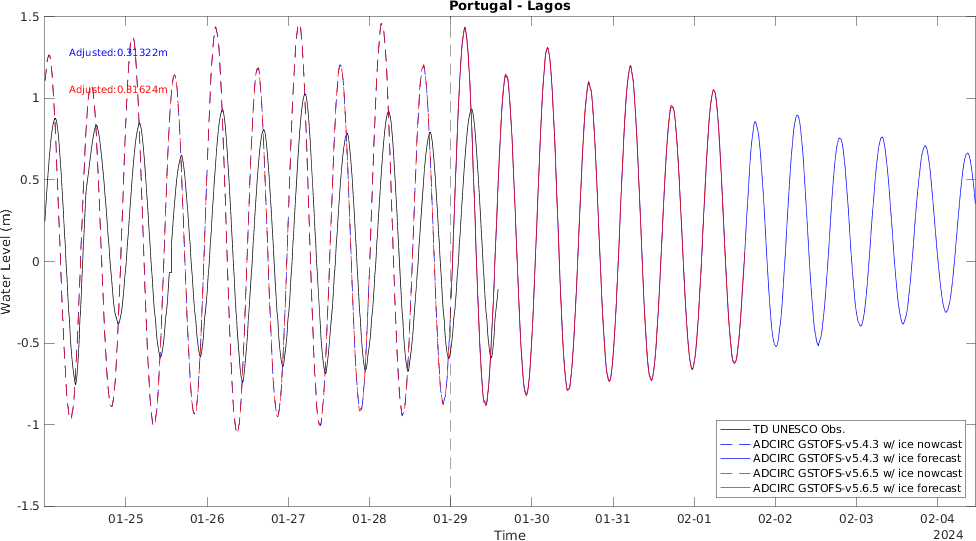 Portugal - Lagos
Adjusted:0.31322m
Adjusted:0.31624m
Water Level (m)
1.5
1
0.5
0
-0.5
-1
-1.5
01-25
01-26
01-27
01-28
01-29
01-30
01-31
02-01
02-02
02-03
02-04
Time
2024
TD UNESCO Obs.
ADCIRC GSTOFS-v5.4.3 w/ ice nowcast
ADCIRC GSTOFS-v5.4.3 w/ ice forecast
ADCIRC GSTOFS-v5.6.5 w/ ice nowcast
ADCIRC GSTOFS-v5.6.5 w/ ice forecast